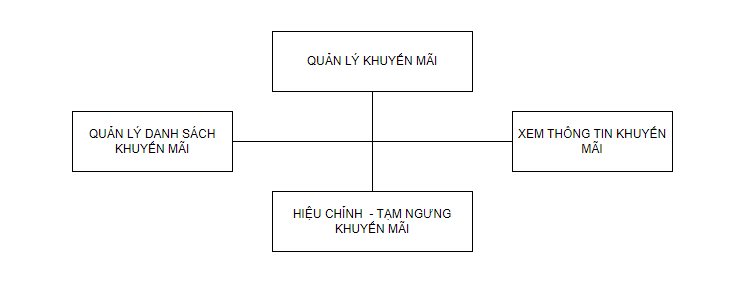 QUẢN LÝ KHUYẾN MÃI
QUẢN LÝ DANH SÁCH
KHUYẾN MÃI
XEM THÔNG TIN KHUYẾN
MÃI
HIỆU CHỈNH - TẠM NGƯNG
KHUYẾN MÃI